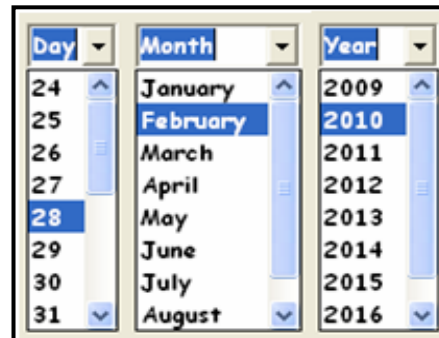 Day Month Year
24 January 2009
25 February 2010
26 March 2011
27 April 2012
28 May 2013
29 June 2014
30 July 2015
31 August 2016